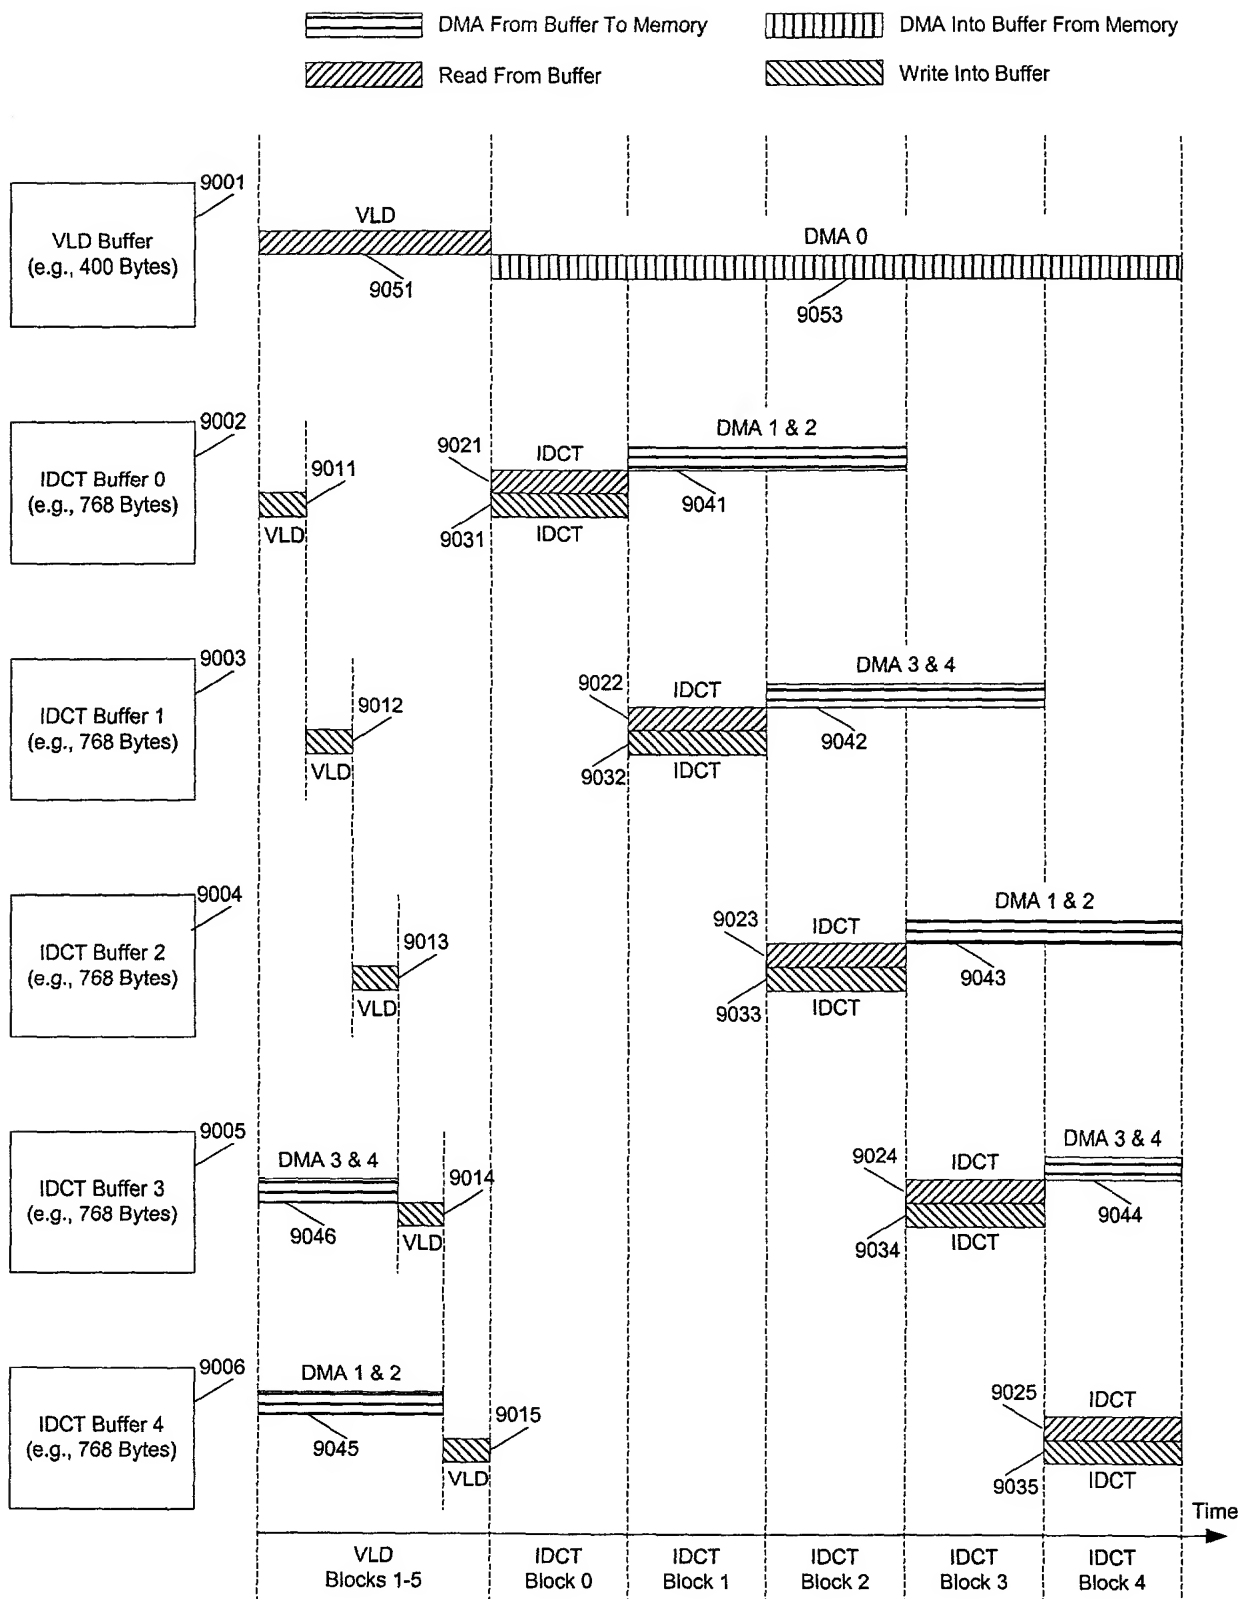 DMA From Buffer To Memory
DMA Into Buffer From Memory
Read From Buffer
Write Into Buffer
9001
VLD Buffer
(e.g., 400 Bytes)
VLD
9051
DMA 0
9053
9002
IDCT Buffer 0
(e.g., 768 Bytes)
9011
VLD
9021
IDCT
9031
IDCT
DMA 1 & 2
9041
9003
IDCT Buffer 1
(e.g., 768 Bytes)
9012
VLD
9022
IDCT
9032
IDCT
DMA 3 & 4
9042
9004
IDCT Buffer 2
(e.g., 768 Bytes)
9013
VLD
9023
IDCT
9033
IDCT
DMA 1 & 2
9043
9005
IDCT Buffer 3
(e.g., 768 Bytes)
DMA 3 & 4
9046
9014
VLD
9024
IDCT
9034
IDCT
DMA 3 & 4
9044
9006
IDCT Buffer 4
(e.g., 768 Bytes)
DMA 1 & 2
9045
9015
VLD
9025
IDCT
9035
IDCT
Time
VLD
Blocks 1-5
IDCT
Block 0
IDCT
Block 1
IDCT
Block 2
IDCT
Block 3
IDCT
Block 4